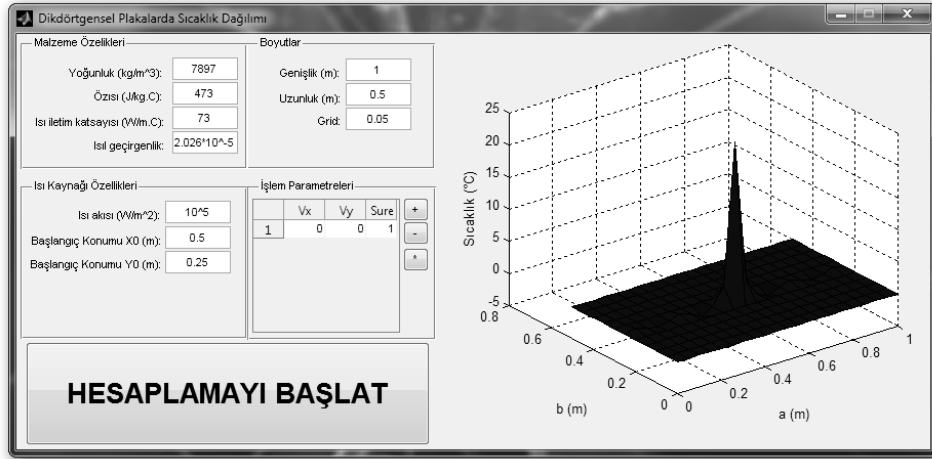 Dikdörtgensel Plakalarda Sıcaklık Dağılımı
Malzeme Özelikleri
Yoğunluk (kg/m^3): 7897
Özısı (J/kg.C): 473
Isı iletim katsayısı (W/m.C): 73
Isıl geçirgenlik: 2.026*10^-5
Boyutlar
Genişlik (m): 1
Uzunluk (m): 0.5
Grid: 0.05
Isı Kaynağı Özellikleri
Isı akısı (W/m^2): 10^5
Başlangıç Konumu X0 (m): 0.5
Başlangıç Konumu Y0 (m): 0.25
İşlem Parametreleri
Vx Vy Sure
1 0 0 1
+
-
*
HESAPLAMAYI BAŞLAT
Sıcaklık (°C)
25
20
15
10
5
0
-5
0.8
0.6
0.4
0.2
0
b (m)
0
0.2
0.4
0.6
0.8
1
a (m)